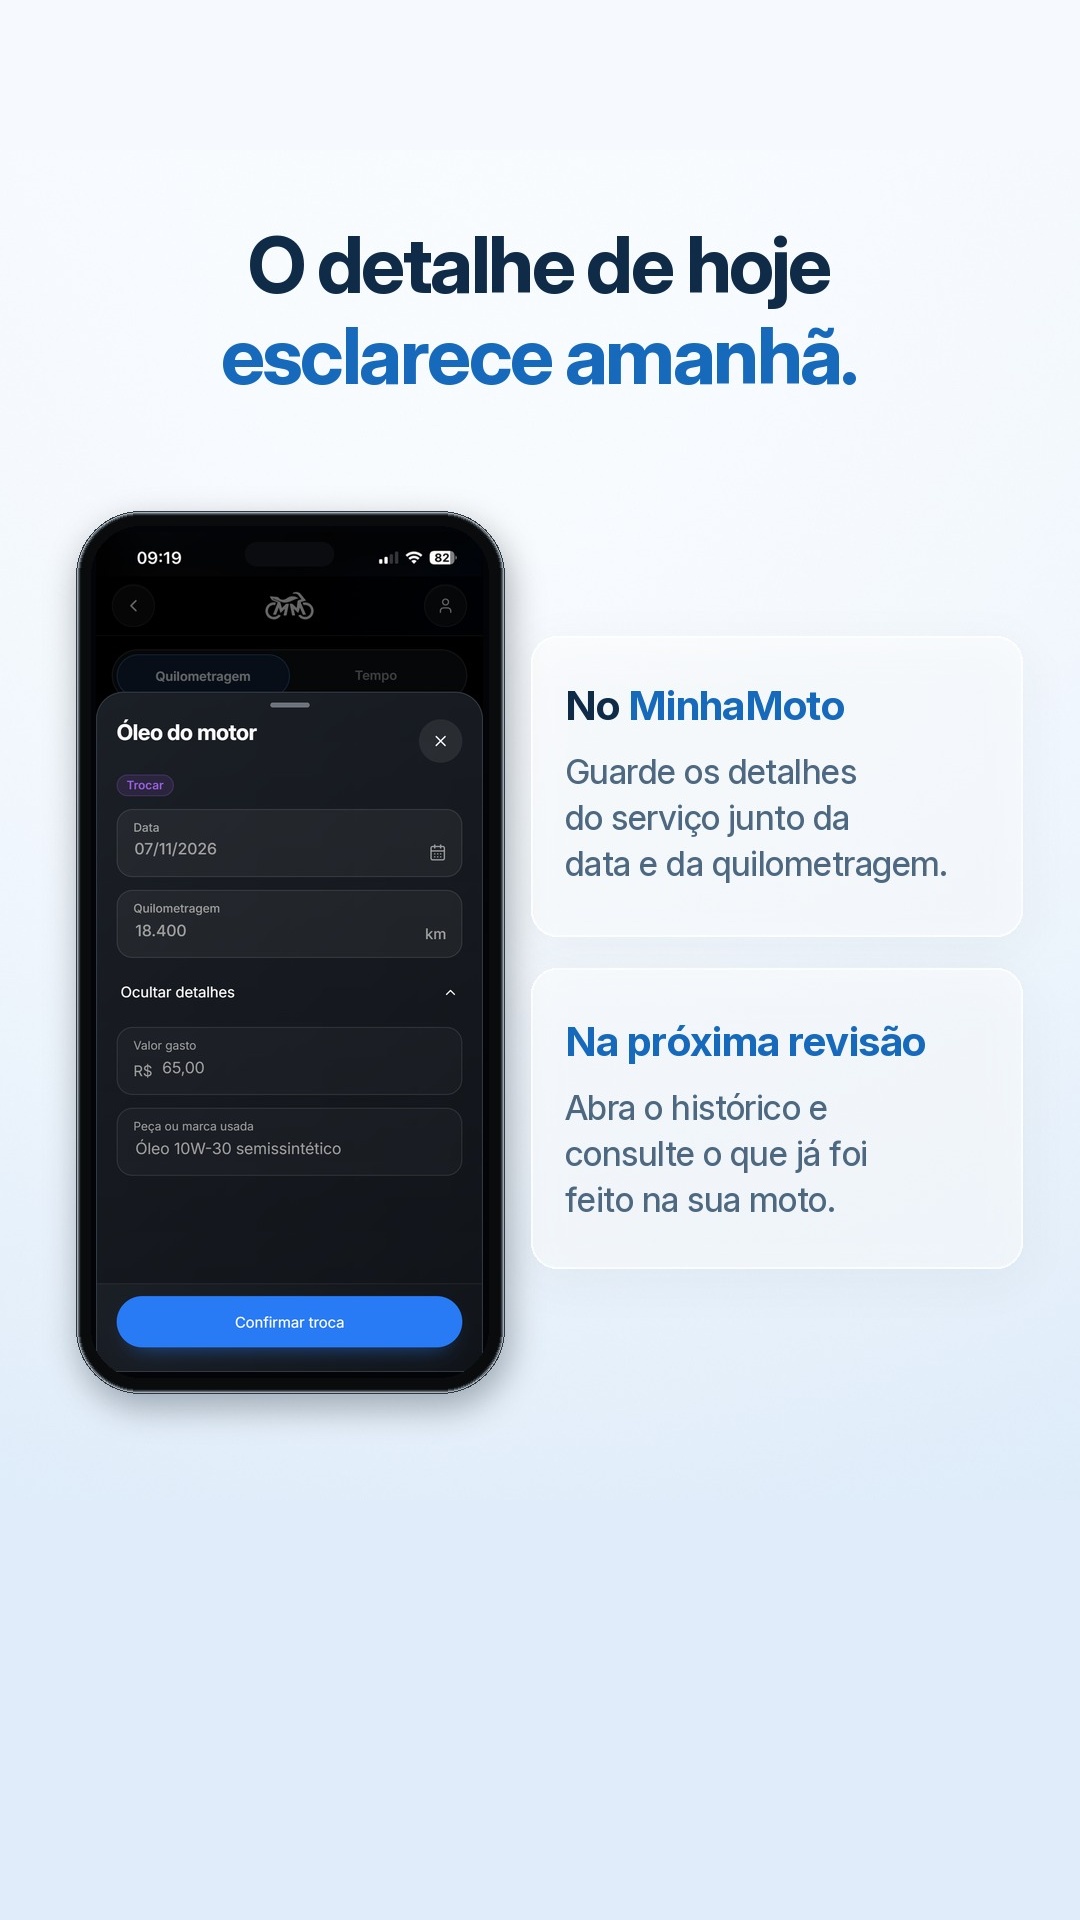 O detalhe de hoje
esclarece amanhã.
09:19
82
MM
Quilometragem
Tempo
Óleo do motor
Trocar
Data
07/11/2026
Quilometragem
18.400
km
Ocultar detalhes
Valor gasto
R$ 65,00
Peça ou marca usada
Óleo 10W-30 semissintético
Confirmar troca
No MinhaMoto
Guarde os detalhes
do serviço junto da
data e da quilometragem.
Na próxima revisão
Abra o histórico e
consulte o que já foi
feito na sua moto.